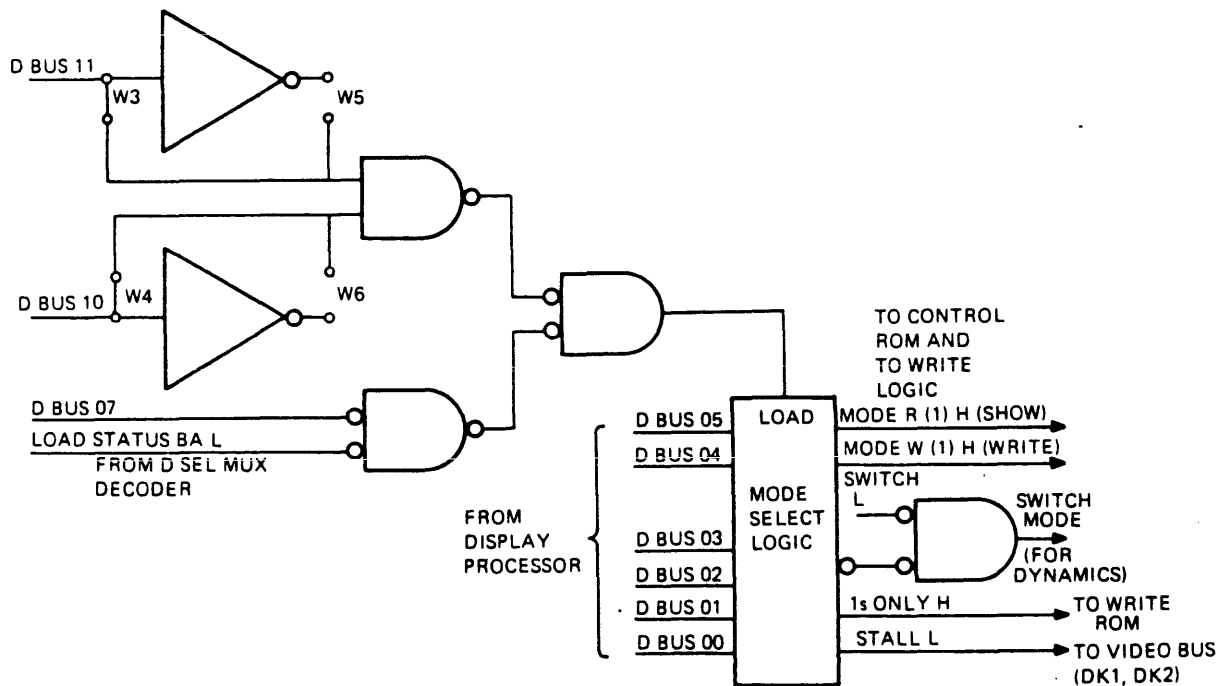 D BUS 11
W3
W5
D BUS 10
W4
W6
D BUS 07
LOAD STATUS BA L
FROM D SEL MUX
DECODER
FROM
DISPLAY
PROCESSOR
D BUS 05
D BUS 04
D BUS 03
D BUS 02
D BUS 01
D BUS 00
LOAD
MODE
SELECT
LOGIC
TO CONTROL
ROM AND
TO WRITE
LOGIC
MODE R (1) H (SHOW)
MODE W (1) H (WRITE)
SWITCH
L
SWITCH
MODE
(FOR
DYNAMICS)
1s ONLY H
TO WRITE
ROM
STALL L
TO VIDEO BUS
(DK1, DK2)